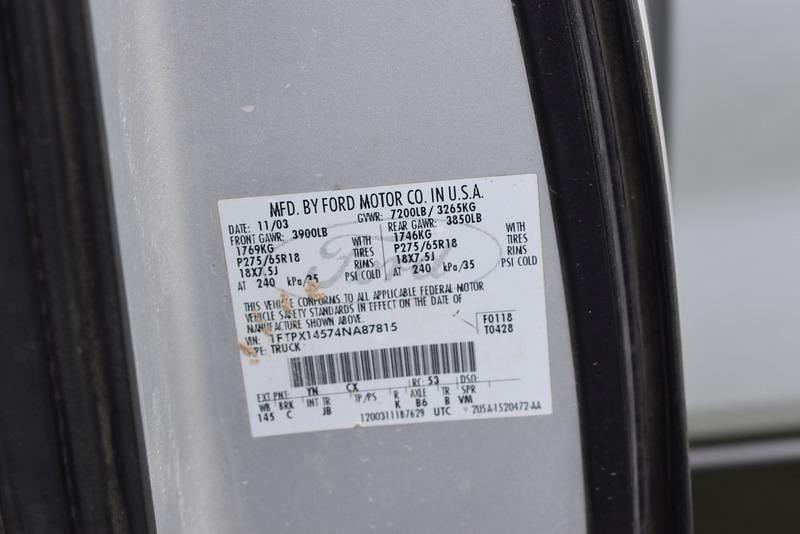 MFD. BY FORD MOTOR CO. IN U.S.A.
DATE: 11/03 GVWR: 7200LB/ 3265KG
FRONT GAWR: 3900LB REAR GAWR: 3850LB
1769KG WITH 1746KG WITH
P275/65R18 TIRES P275/65R18 TIRES
18X7.5J RIMS 18X7.5J RIMS
AT 240 kPa/35 PSI COLD AT 240 kPa/35 PSI COLD
THIS VEHICLE CONFORMS TO ALL APPLICABLE FEDERAL MOTOR
VEHICLE SAFETY STANDARDS IN EFFECT ON THE DATE OF
MANUFACTURE SHOWN ABOVE.
VIN: 1FTPX14574NA87815 F0118
TYPE: TRUCK T0428
Ford
EXT PNT: YN CX RC: 53 DSO:
WB BRK INT TR TP/PS R AXLE TR SPR
145 C JB K B6 B VM
1200311187629 UTC 2USA-1520472-AA